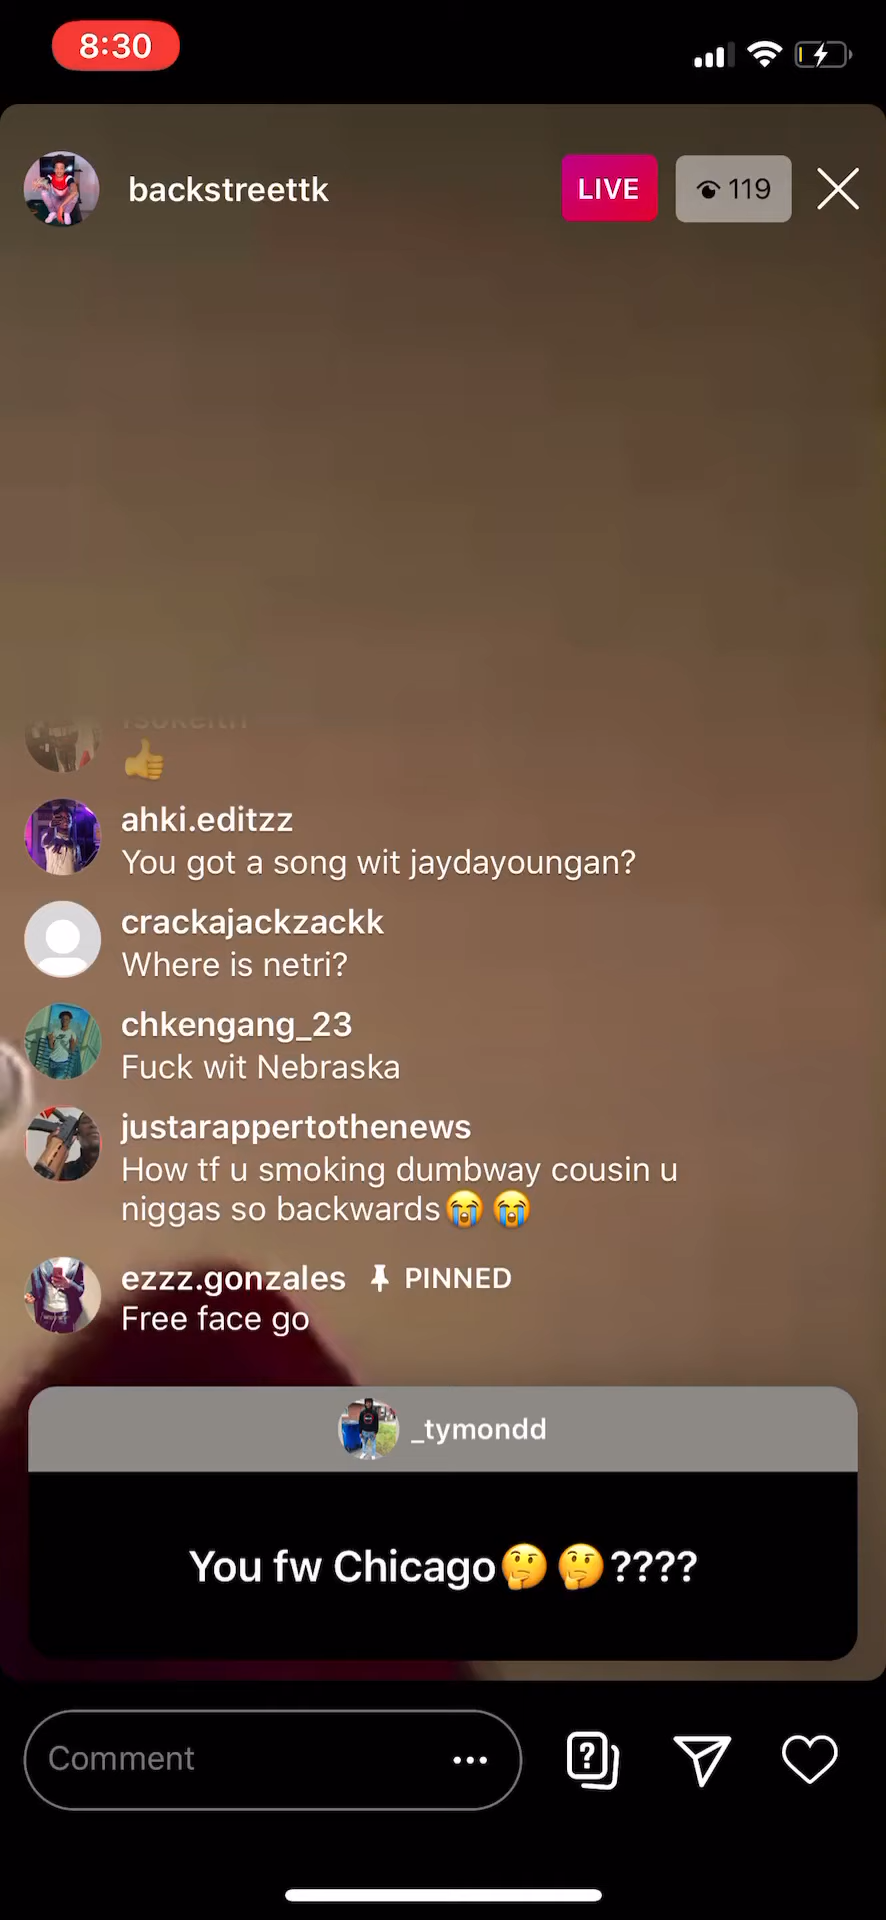 8:30
backstreettk
LIVE
119
👍
ahki.editzz
You got a song wit jaydayoungan?
crackajackzackk
Where is netri?
chkengang_23
Fuck wit Nebraska
justarappertothenews
How tf u smoking dumbway cousin u
niggas so backwards😭😭
ezzz.gonzales PINNED
Free face go
_tymondd
You fw Chicago🤔🤔????
Comment